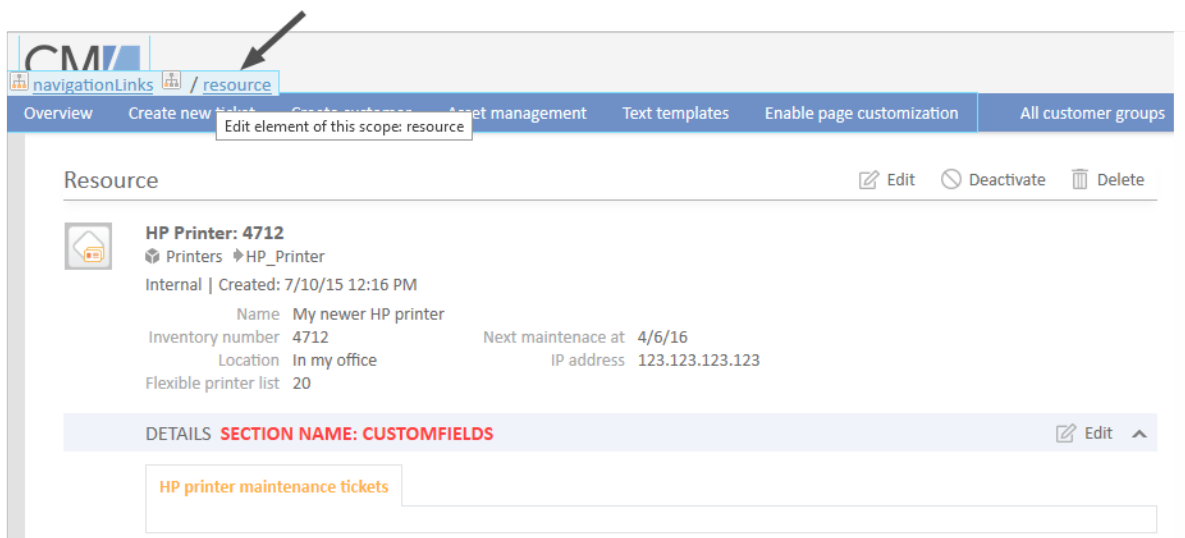 CM/
navigationLinks / resource
Overview Create new ticket Create customer Asset management Text templates Enable page customization All customer groups
Edit element of this scope: resource
Resource Edit Deactivate Delete
HP Printer: 4712
Printers HP_Printer
Internal | Created: 7/10/15 12:16 PM
Name My newer HP printer
Inventory number 4712 Next maintenace at 4/6/16
Location In my office IP address 123.123.123.123
Flexible printer list 20
DETAILS SECTION NAME: CUSTOMFIELDS Edit
HP printer maintenance tickets